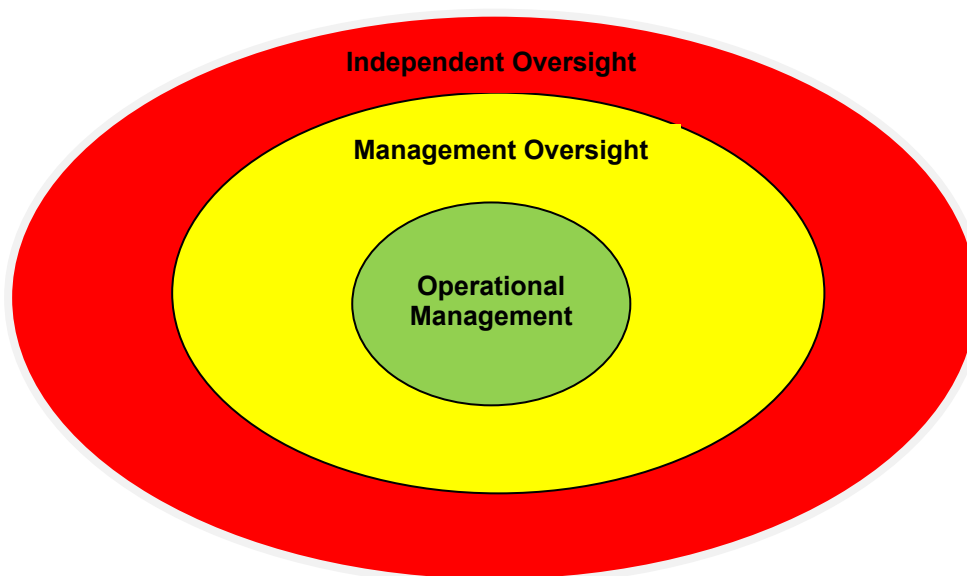 Independent Oversight
Management Oversight
Operational
Management